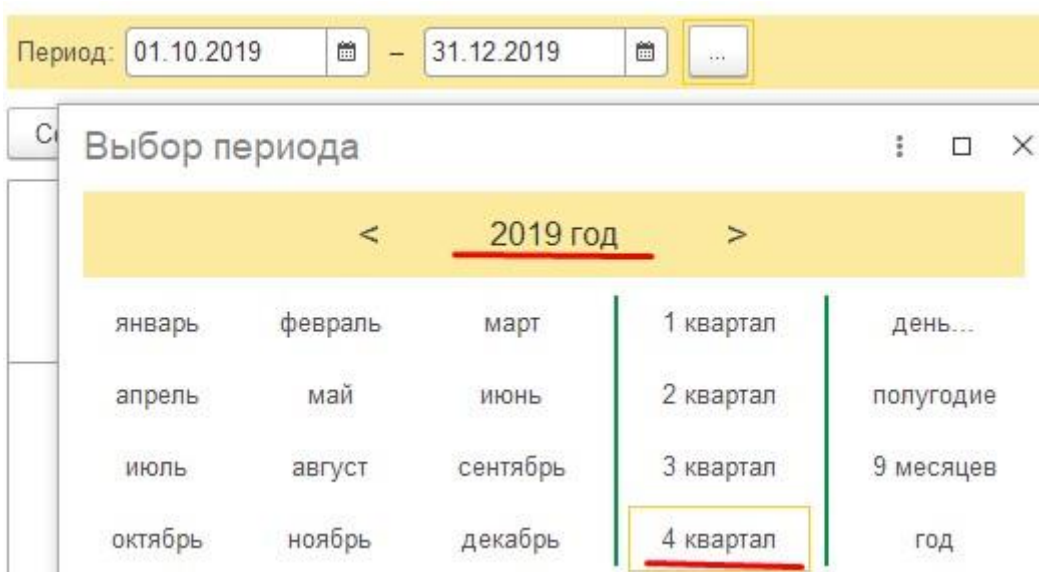 Период: 01.10.2019 – 31.12.2019 ...
Выбор периода
< 2019 год >
январь февраль март 1 квартал день...
апрель май июнь 2 квартал полугодие
июль август сентябрь 3 квартал 9 месяцев
октябрь ноябрь декабрь 4 квартал год